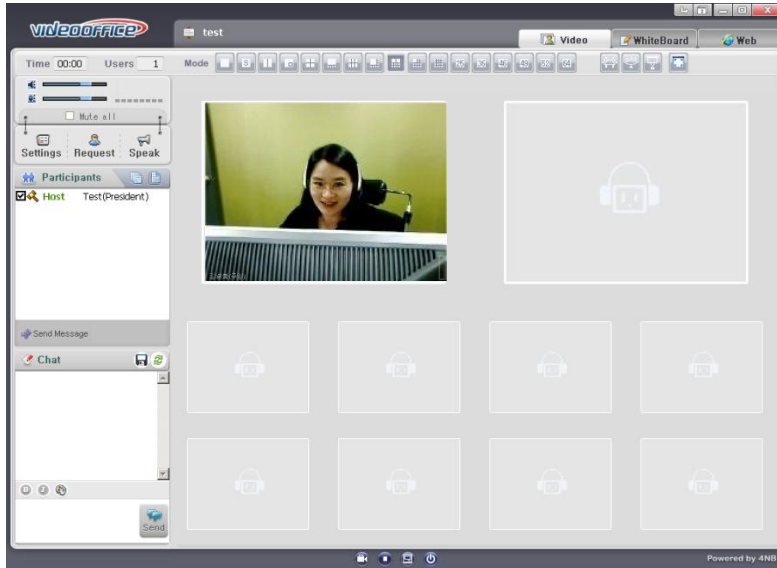 VIDEOOFFICE
test
Video
WhiteBoard
Web
Time 00:00 Users 1
Mode
Mute all
Settings Request Speak
Participants
Host Test(President)
Send Message
Chat
Send
Powered by 4NB